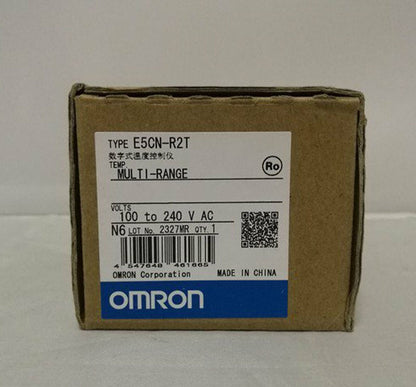 TYPE E5CN-R2T
数字式温度控制仪
TEMP.
MULTI-RANGE
Ro
VOLTS
100 to 240 V AC
N6 LOT No. 2327MR QTY. 1
4 547648 461665
OMRON Corporation MADE IN CHINA
OMRON